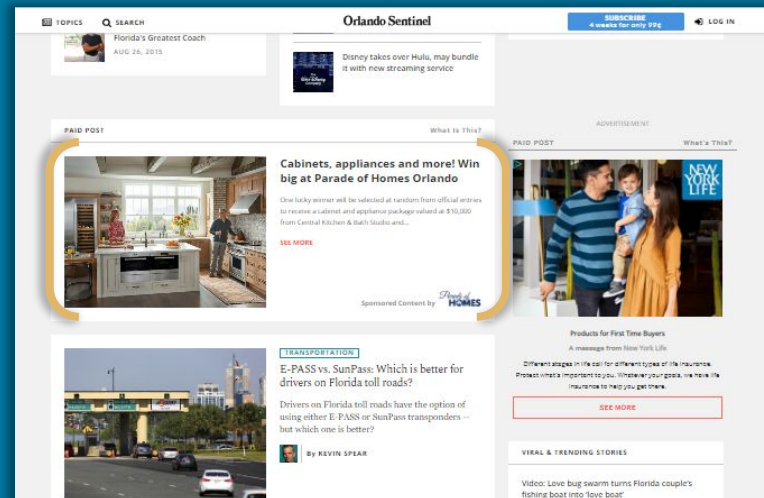 TOPICS
SEARCH
Orlando Sentinel
SUBSCRIBE
4 weeks for only 99¢
LOG IN
Florida's Greatest Coach
AUG 26, 2015
Disney takes over Hulu, may bundle
it with new streaming service
PAID POST
What Is This?
Cabinets, appliances and more! Win
big at Parade of Homes Orlando
One lucky winner will be selected at random from official entries
to receive a cabinet and appliance package valued at $10,000
from Central Kitchen & Bath Studio and...
SEE MORE
Sponsored Content by
Parade of
HOMES
TRANSPORTATION
E-PASS vs. SunPass: Which is better for
drivers on Florida toll roads?
Drivers on Florida toll roads have the option of
using either E-PASS or SunPass transponders --
but which one is better?
By KEVIN SPEAR
ADVERTISEMENT
PAID POST
What's This?
NEW
YORK
LIFE
Products for First Time Buyers
A message from New York Life
Different stages in life call for different types of life insurance.
Protect what's important to you. Whatever your goals, we have life
insurance to help you get there.
SEE MORE
VIRAL & TRENDING STORIES
Video: Love bug swarm turns Florida couple's
fishing boat into 'love boat'